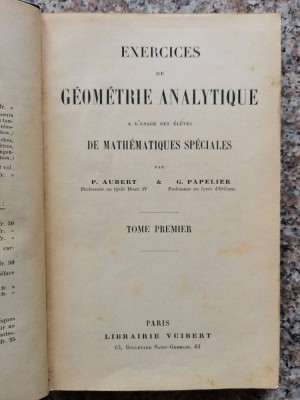 EXERCICES
DE
GÉOMÉTRIE ANALYTIQUE
A L'USAGE DES ÉLÈVES
DE MATHÉMATIQUES SPÉCIALES
PAR
P. AUBERT & G. PAPELIER
Professeur au lycée Henri IV Professeur au lycée d'Orléans
TOME PREMIER
PARIS
LIBRAIRIE VUIBERT
63, Boulevard Saint-Germain, 63